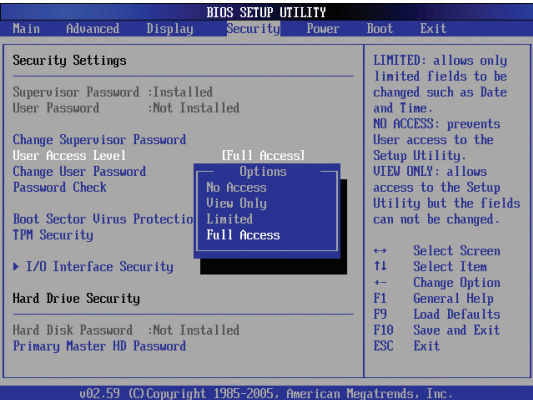 BIOS SETUP UTILITY
Main Advanced Display Security Power Boot Exit
Security Settings
Supervisor Password :Installed
User Password :Not Installed
Change Supervisor Password
User Access Level [Full Access]
Change User Password
Password Check
Boot Sector Virus Protectio
TPM Security
I/O Interface Security
Hard Drive Security
Hard Disk Password :Not Installed
Primary Master HD Password
Options
No Access
View Only
Limited
Full Access
LIMITED: allows only
limited fields to be
changed such as Date
and Time.
NO ACCESS: prevents
User access to the
Setup Utility.
VIEW ONLY: allows
access to the Setup
Utility but the fields
can not be changed.
↔ Select Screen
↑↓ Select Item
+- Change Option
F1 General Help
F9 Load Defaults
F10 Save and Exit
ESC Exit
v02.59 (C)Copyright 1985-2005, American Megatrends, Inc.